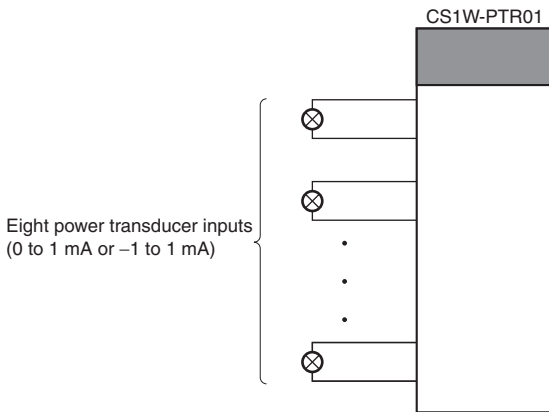 CS1W-PTR01
Eight power transducer inputs
(0 to 1 mA or −1 to 1 mA)